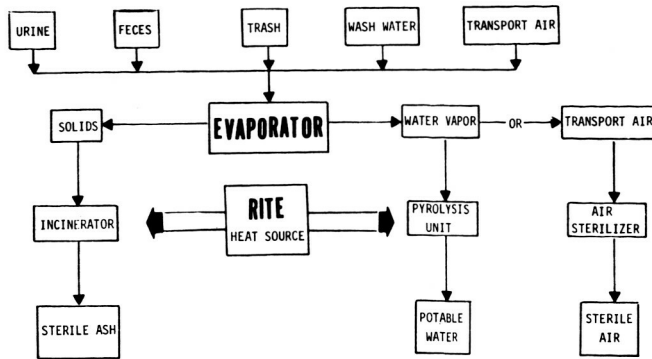 URINE
FECES
TRASH
WASH WATER
TRANSPORT AIR
SOLIDS
EVAPORATOR
WATER VAPOR
OR
TRANSPORT AIR
INCINERATOR
RITE
HEAT SOURCE
PYROLYSIS
UNIT
AIR
STERILIZER
STERILE ASH
POTABLE
WATER
STERILE
AIR